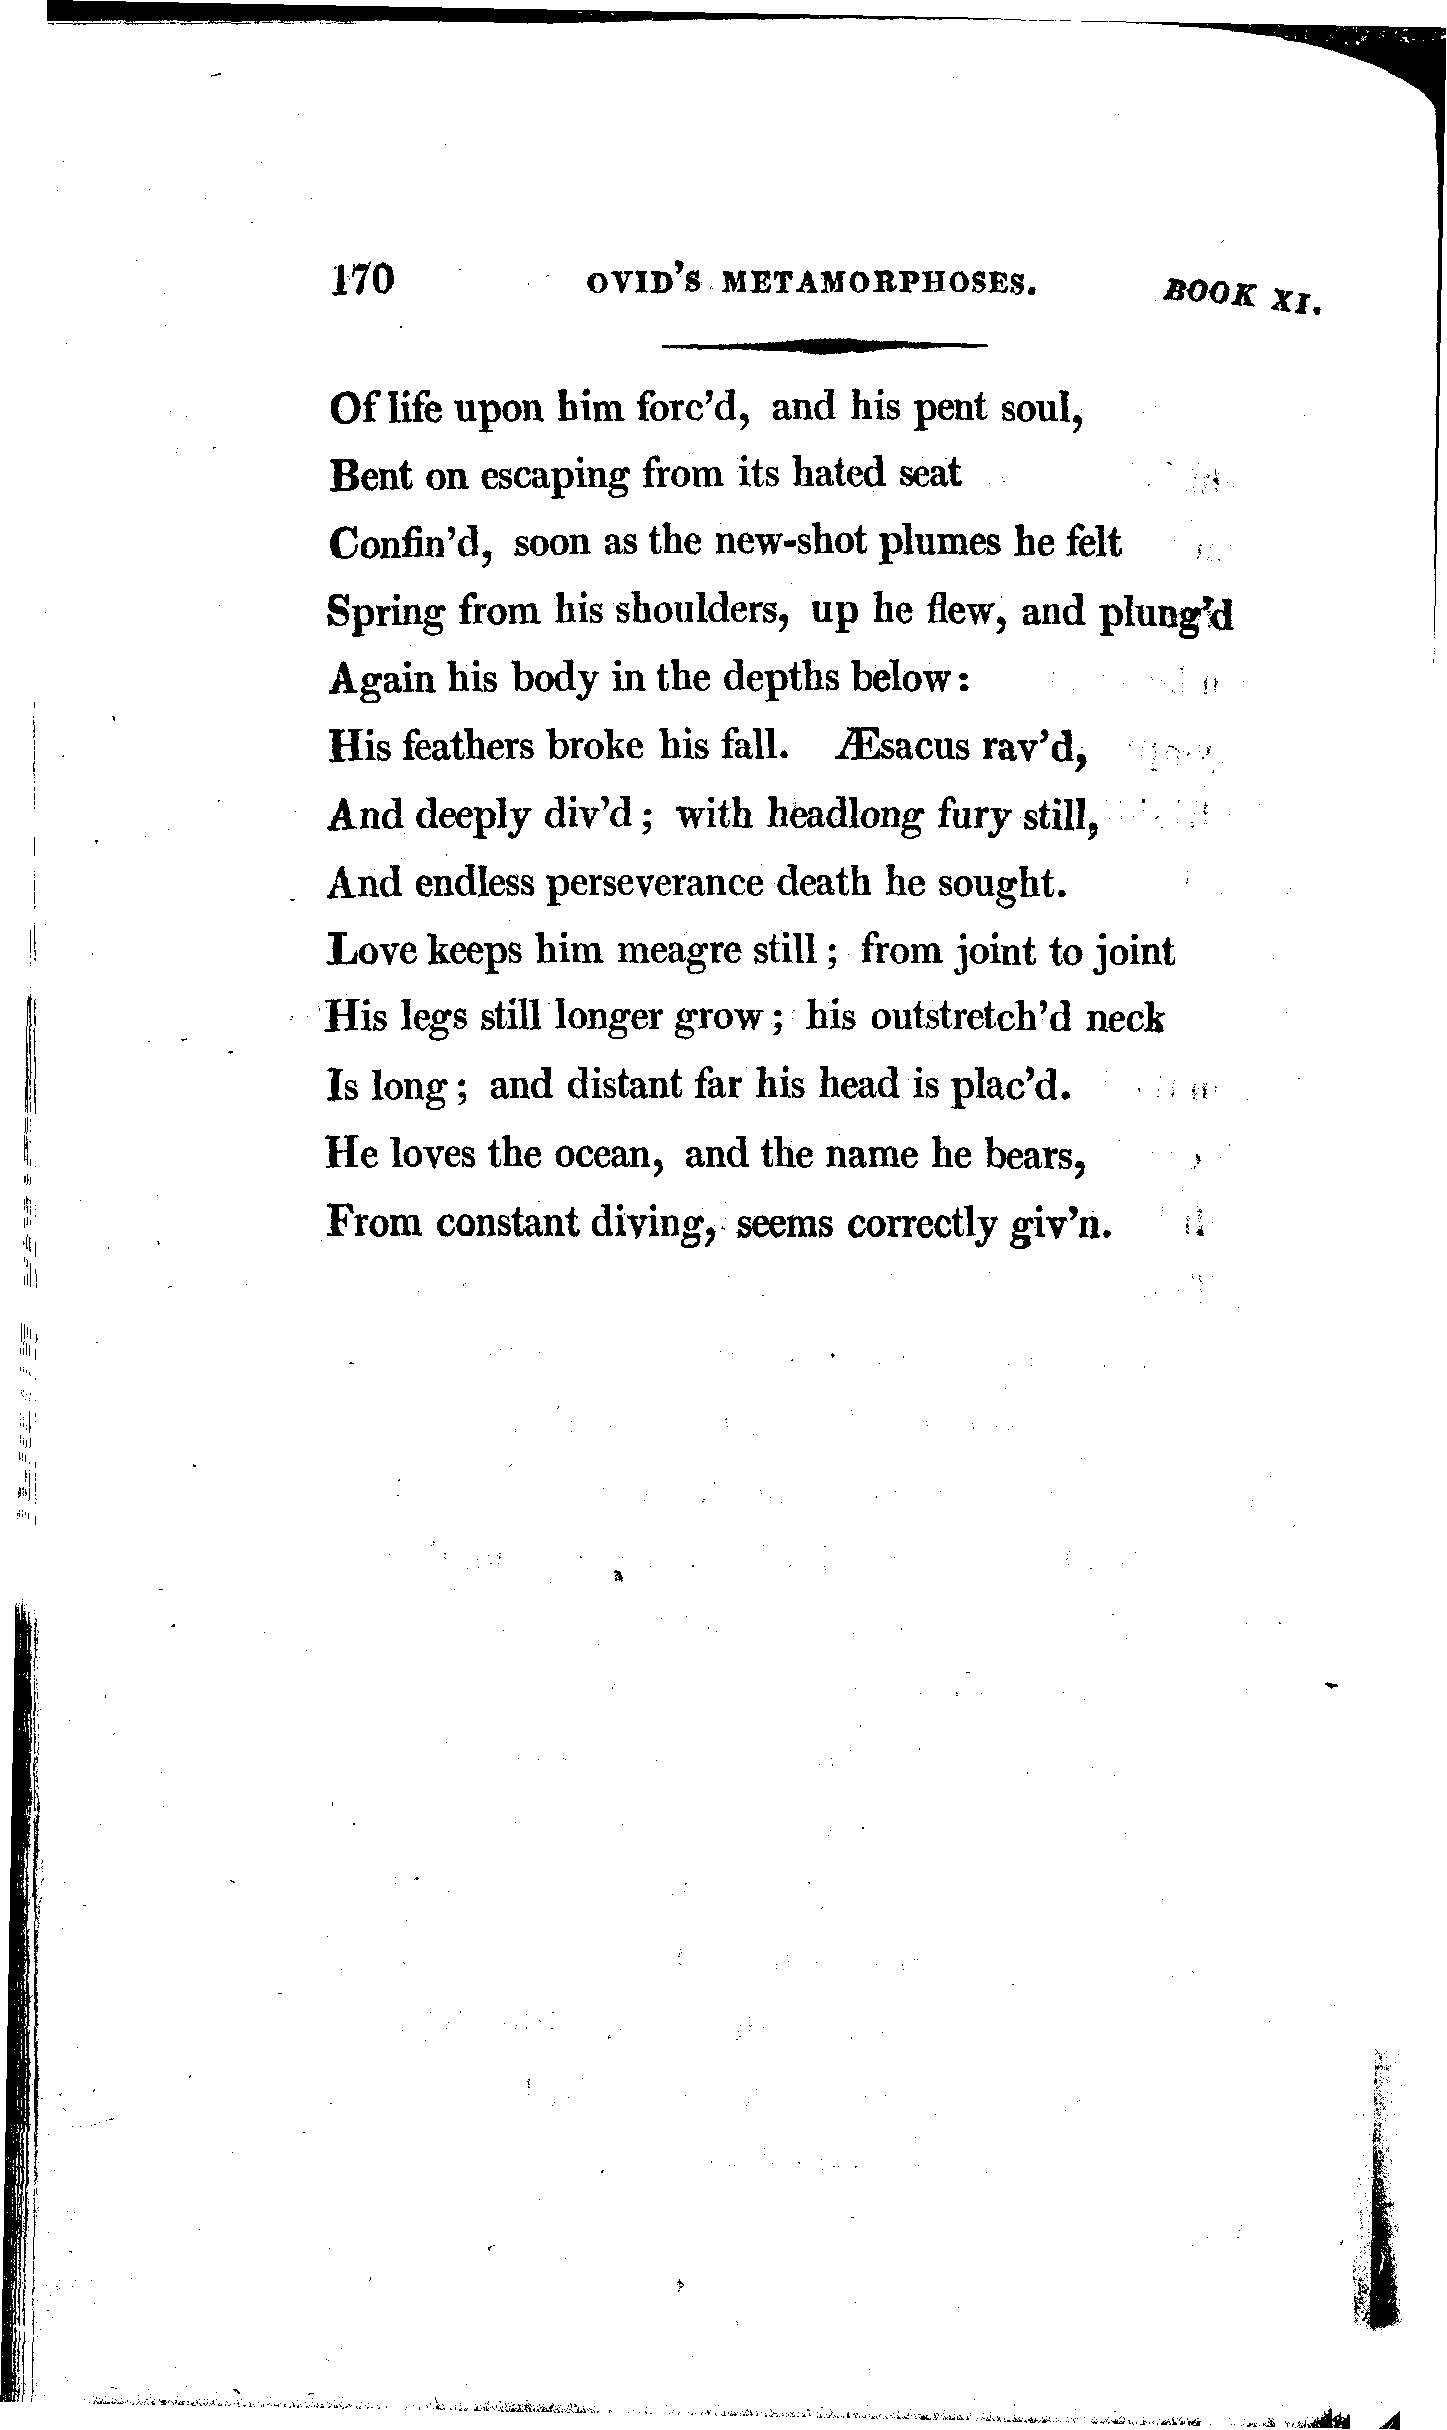 170 OVID'S METAMORPHOSES. BOOK XI.
Of life upon him forc'd, and his pent soul,
Bent on escaping from its hated seat
Confin'd, soon as the new-shot plumes he felt
Spring from his shoulders, up he flew, and plung'd
Again his body in the depths below:
His feathers broke his fall. Æsacus rav'd,
And deeply div'd; with headlong fury still,
And endless perseverance death he sought.
Love keeps him meagre still; from joint to joint
His legs still longer grow; his outstretch'd neck
Is long; and distant far his head is plac'd.
He loves the ocean, and the name he bears,
From constant diving, seems correctly giv'n.